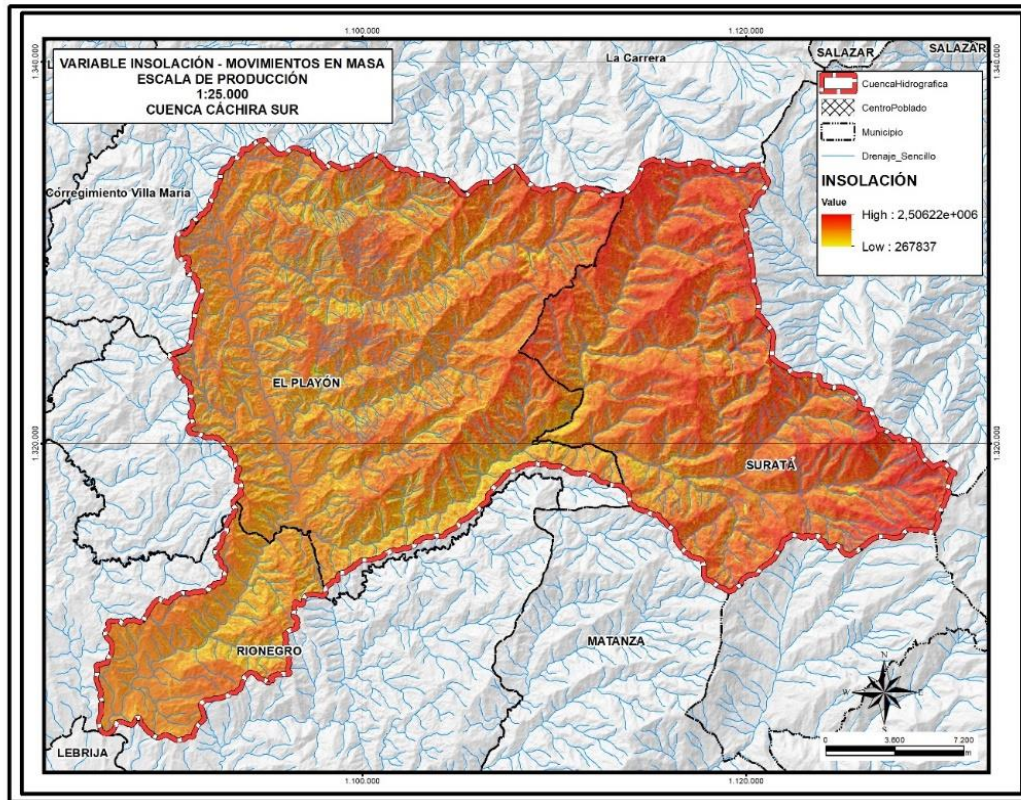 VARIABLE INSOLACIÓN - MOVIMIENTOS EN MASA
ESCALA DE PRODUCCIÓN
1:25.000
CUENCA CÁCHIRA SUR
1.100.000
1.120.000
1.340.000
1.340.000
La Carrera
SALAZAR
SALAZAR
CuencaHidrografica
CentroPoblado
Municipio
Drenaje_Sencillo
INSOLACIÓN
Value
High : 2,50622e+006
Low : 267837
Corregimiento Villa Maria
EL PLAYÓN
1.320.000
1.320.000
SURATÁ
MATANZA
RIONEGRO
LEBRIJA
N
W
E
S
0
3.600
7.200
m
1.100.000
1.120.000